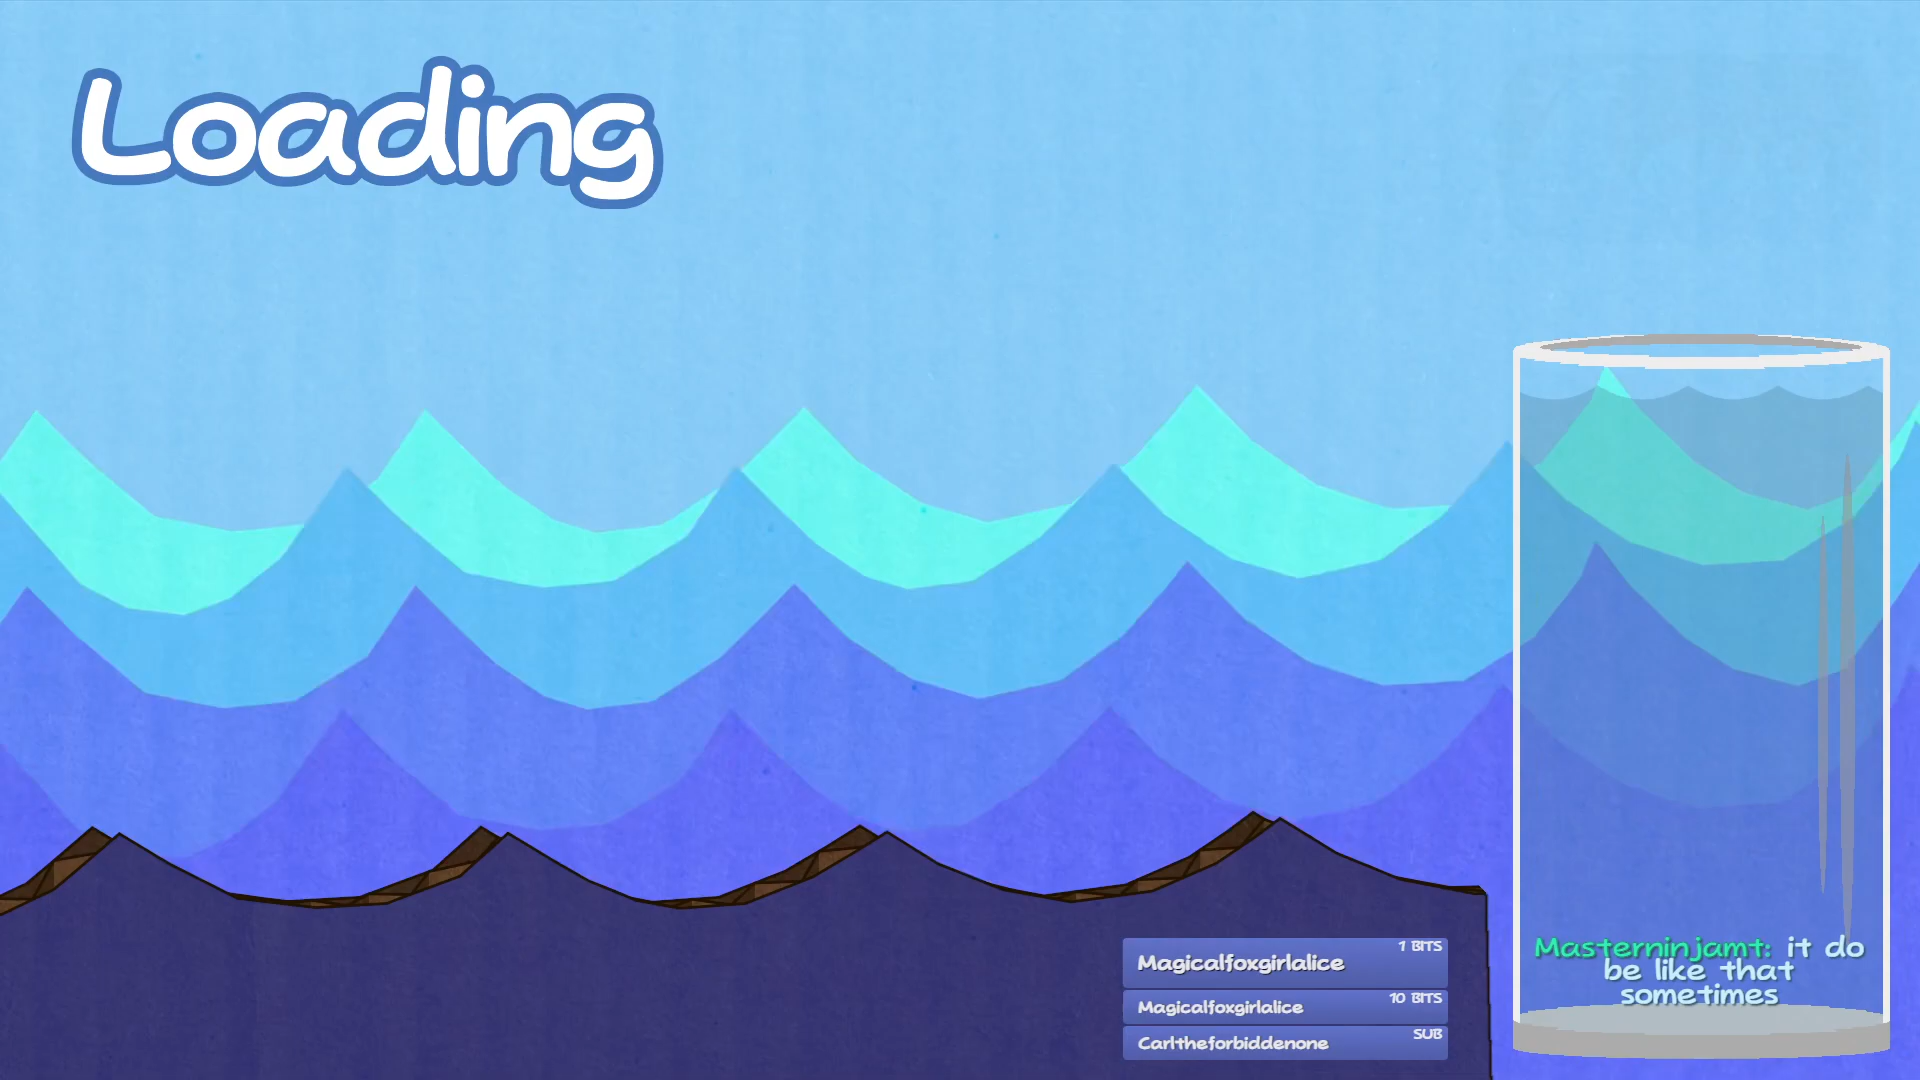 Loading
1 BITS
Magicalfoxgirlalice
10 BITS
Magicalfoxgirlalice
SUB
Carltheforbiddenone
Masterninjamt: it do
be like that
sometimes